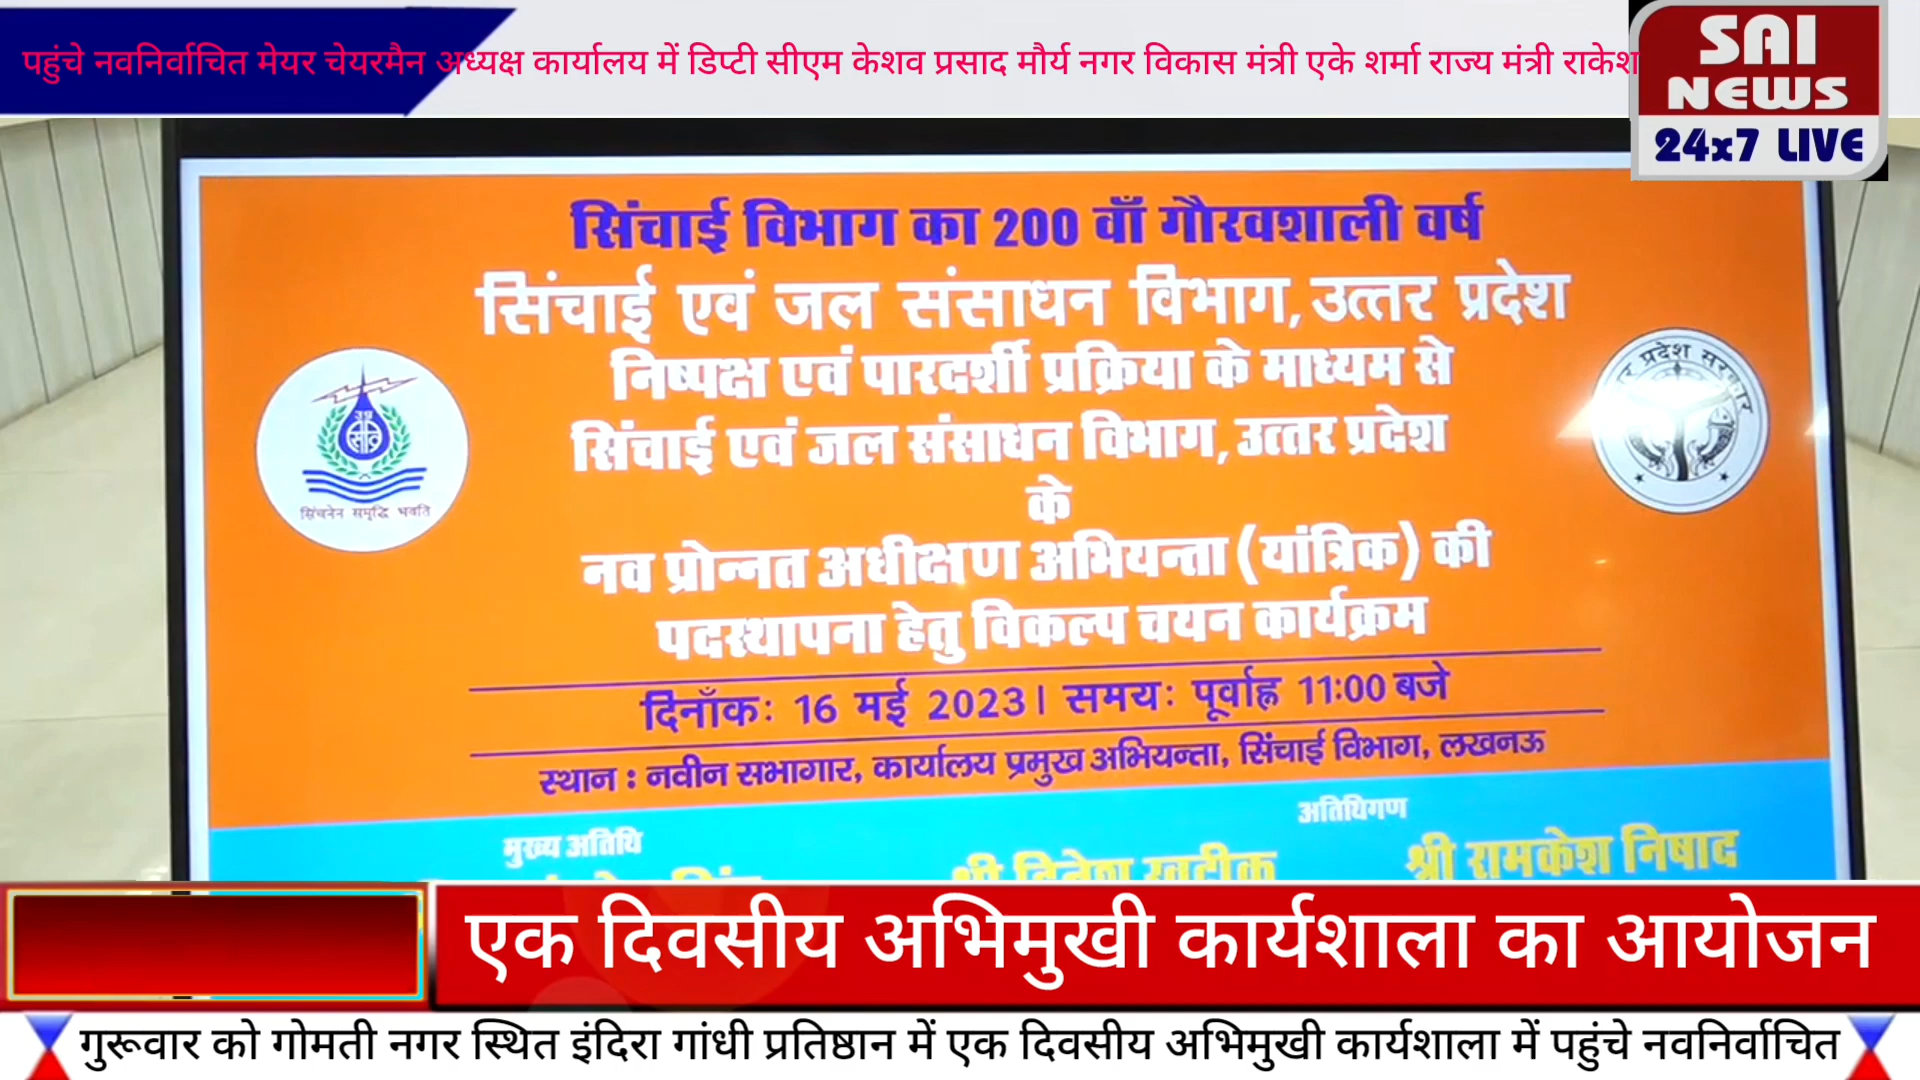 पहुंचे नवनिर्वाचित मेयर चेयरमैन अध्यक्ष कार्यालय में डिप्टी सीएम केशव प्रसाद मौर्य नगर विकास मंत्री एके शर्मा राज्य मंत्री राकेश
SAI
NEWS
24x7 LIVE
सिंचाई विभाग का 200 वाँ गौरवशाली वर्ष
सिंचाई एवं जल संसाधन विभाग, उत्तर प्रदेश
निष्पक्ष एवं पारदर्शी प्रक्रिया के माध्यम से
सिंचाई एवं जल संसाधन विभाग, उत्तर प्रदेश
के
नव प्रोन्नत अधीक्षण अभियन्ता (यांत्रिक) की
पदस्थापना हेतु विकल्प चयन कार्यक्रम
सिंचनेन समृद्धि भवति
प्रदेश सरकार
दिनाँकः 16 मई 2023। समयः पूर्वाह्न 11:00 बजे
स्थान : नवीन सभागार, कार्यालय प्रमुख अभियन्ता, सिंचाई विभाग, लखनऊ
मुख्य अतिथि
अतिथिगण
श्री दिनेश खटीक
श्री रामकेश निषाद
एक दिवसीय अभिमुखी कार्यशाला का आयोजन
गुरूवार को गोमती नगर स्थित इंदिरा गांधी प्रतिष्ठान में एक दिवसीय अभिमुखी कार्यशाला में पहुंचे नवनिर्वाचित